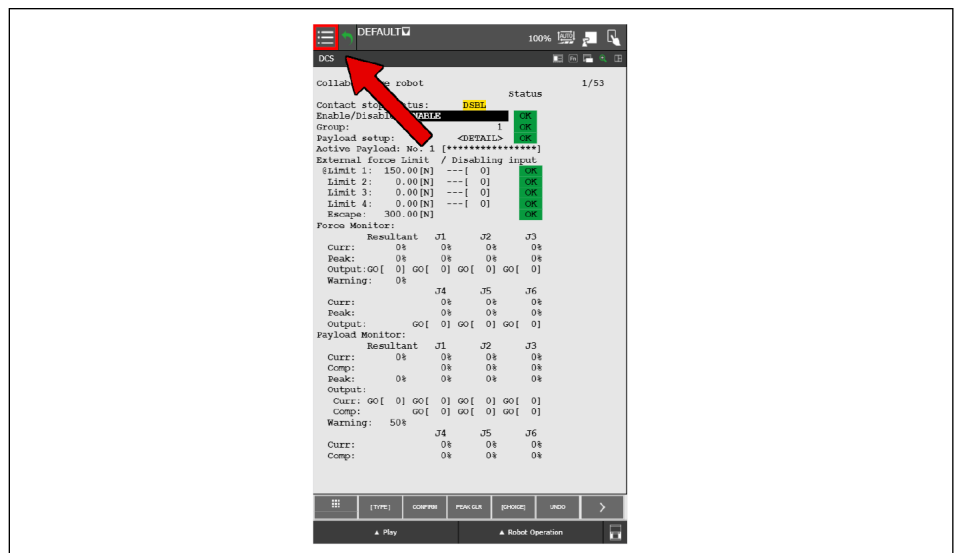 DEFAULT
100% AUTO
DCS
Fn
Collab e robot 1/53
Status
Contact stop tus: DSBL
Enable/Disabl NABLE OK
Group: 1 OK
Payload setup: <DETAIL> OK
Active Payload: No. 1 [****************]
External force Limit / Disabling input
@Limit 1: 150.00[N] ---[ 0] OK
Limit 2: 0.00[N] ---[ 0] OK
Limit 3: 0.00[N] ---[ 0] OK
Limit 4: 0.00[N] ---[ 0] OK
Escape: 300.00[N] OK
Force Monitor:
Resultant J1 J2 J3
Curr: 0% 0% 0% 0%
Peak: 0% 0% 0% 0%
Output:GO[ 0] GO[ 0] GO[ 0] GO[ 0]
Warning: 0%
J4 J5 J6
Curr: 0% 0% 0%
Peak: 0% 0% 0%
Output: GO[ 0] GO[ 0] GO[ 0]
Payload Monitor:
Resultant J1 J2 J3
Curr: 0% 0% 0% 0%
Comp: 0% 0% 0%
Peak: 0% 0% 0% 0%
Output:
Curr: GO[ 0] GO[ 0] GO[ 0] GO[ 0]
Comp: GO[ 0] GO[ 0] GO[ 0]
Warning: 50%
J4 J5 J6
Curr: 0% 0% 0%
Comp: 0% 0% 0%
[TYPE] CONFIRM PEAK CLR [CHOICE] UNDO >
▲ Play ▲ Robot Operation